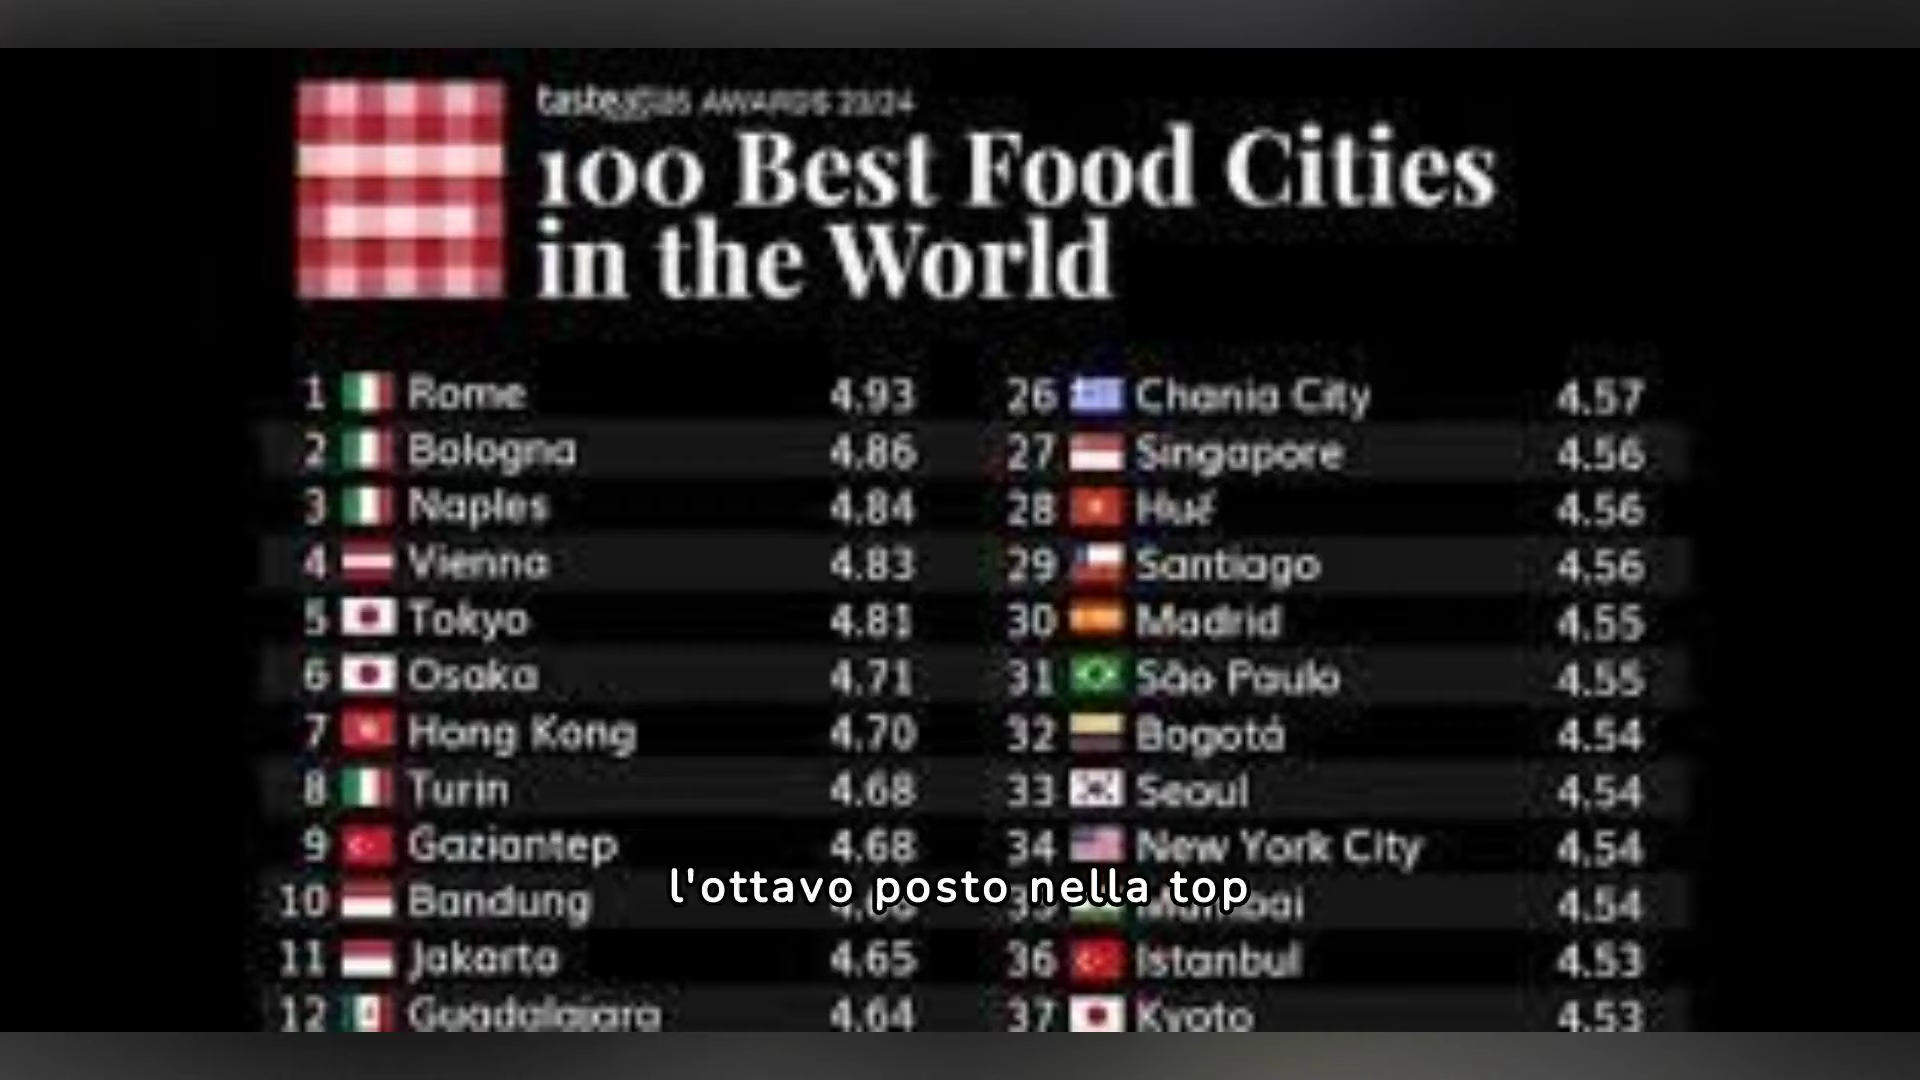 tasteatlas AWARDS 23/24
100 Best Food Cities
in the World
1 Rome 4.93
2 Bologna 4.86
3 Naples 4.84
4 Vienna 4.83
5 Tokyo 4.81
6 Osaka 4.71
7 Hong Kong 4.70
8 Turin 4.68
9 Gaziantep 4.68
10 Bandung
11 Jakarta 4.65
12 Guadalajara 4.64
26 Chania City 4.57
27 Singapore 4.56
28 Hué 4.56
29 Santiago 4.56
30 Madrid 4.55
31 São Paulo 4.55
32 Bogotá 4.54
33 Seoul 4.54
34 New York City 4.54
35 Mumbai 4.54
36 Istanbul 4.53
37 Kyoto 4.53
l'ottavo posto nella top